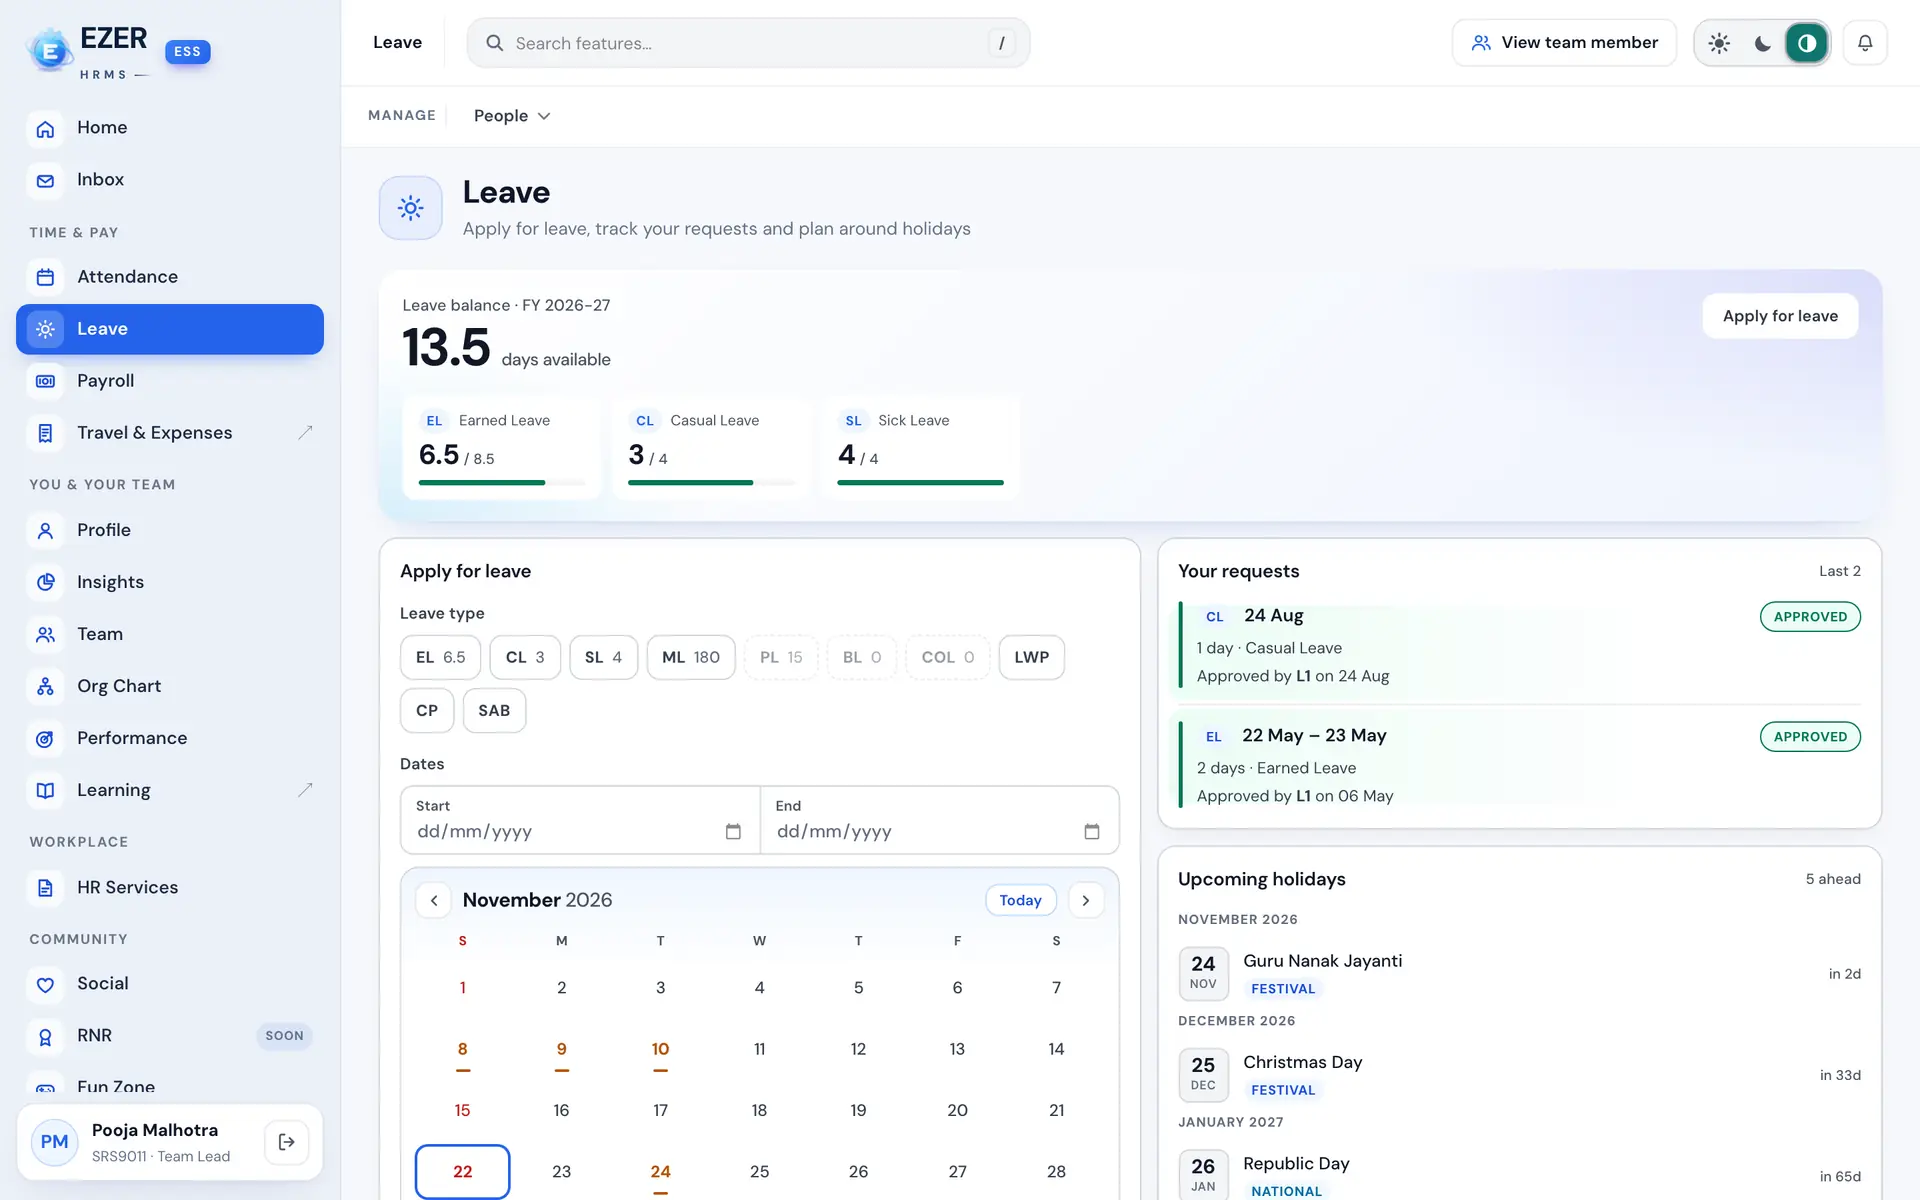 EZER
HRMS
ESS
Home
Inbox
TIME & PAY
Attendance
Leave
Payroll
Travel & Expenses
YOU & YOUR TEAM
Profile
Insights
Team
Org Chart
Performance
Learning
WORKPLACE
HR Services
COMMUNITY
Social
RNR SOON
Fun Zone
PM Pooja Malhotra
SRS9011 · Team Lead
Leave
Search features... /
View team member
MANAGE People
Leave
Apply for leave, track your requests and plan around holidays
Leave balance · FY 2026-27
13.5 days available
Apply for leave
EL Earned Leave
6.5 / 8.5
CL Casual Leave
3 / 4
SL Sick Leave
4 / 4
Apply for leave
Leave type
EL 6.5 CL 3 SL 4 ML 180 PL 15 BL 0 COL 0 LWP
CP SAB
Dates
Start
dd/mm/yyyy
End
dd/mm/yyyy
November 2026 Today
S M T W T F S
1 2 3 4 5 6 7
8 9 10 11 12 13 14
15 16 17 18 19 20 21
22 23 24 25 26 27 28
Your requests Last 2
CL 24 Aug APPROVED
1 day · Casual Leave
Approved by L1 on 24 Aug
EL 22 May – 23 May APPROVED
2 days · Earned Leave
Approved by L1 on 06 May
Upcoming holidays 5 ahead
NOVEMBER 2026
24 NOV
Guru Nanak Jayanti
FESTIVAL
in 2d
DECEMBER 2026
25 DEC
Christmas Day
FESTIVAL
in 33d
JANUARY 2027
26 JAN
Republic Day
NATIONAL
in 65d